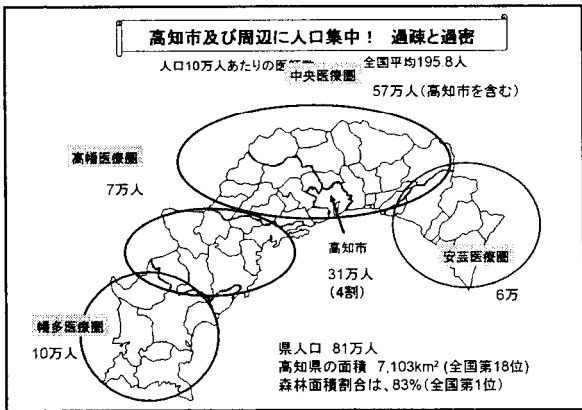 高知市及び周辺に人口集中！ 過疎と過密
人口10万人あたりの医 全国平均195.8人
中央医療圏
57万人(高知市を含む)
高幡医療圏
7万人
高知市
31万人
(4割)
安芸医療圏
6万
幡多医療圏
10万人
県人口 81万人
高知県の面積 7,103km² (全国第18位)
森林面積割合は、83%(全国第1位)